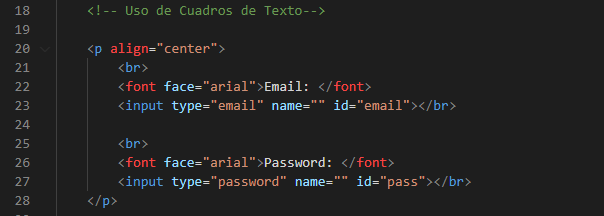 18 <!-- Uso de Cuadros de Texto-->
19
20 <p align="center">
21 <br>
22 <font face="arial">Email: </font>
23 <input type="email" name="" id="email"></br>
24
25 <br>
26 <font face="arial">Password: </font>
27 <input type="password" name="" id="pass"></br>
28 </p>